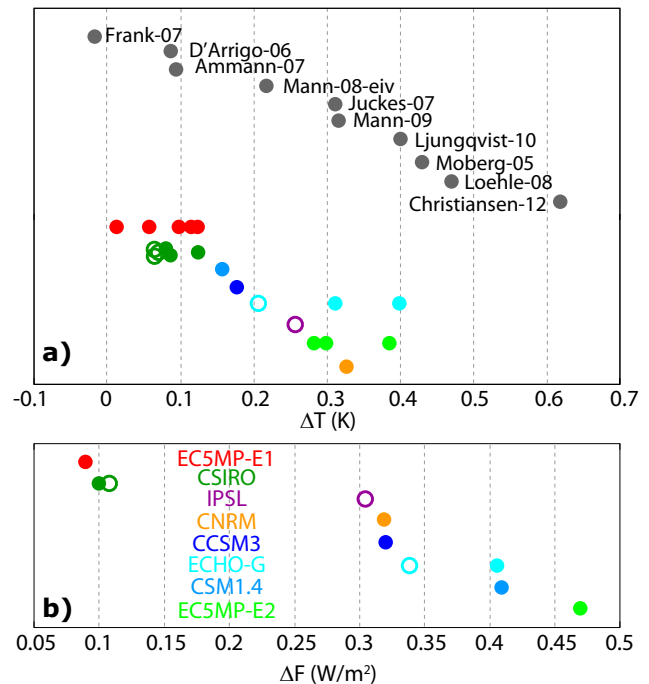 Frank-07
D'Arrigo-06
Ammann-07
Mann-08-eiv
Juckes-07
Mann-09
Ljungqvist-10
Moberg-05
Loehle-08
Christiansen-12
a)
-0.1 0 0.1 0.2 0.3 0.4 0.5 0.6 0.7
ΔT (K)
EC5MP-E1
CSIRO
IPSL
CNRM
CCSM3
ECHO-G
CSM1.4
EC5MP-E2
b)
0.05 0.1 0.15 0.2 0.25 0.3 0.35 0.4 0.45 0.5
ΔF (W/m²)